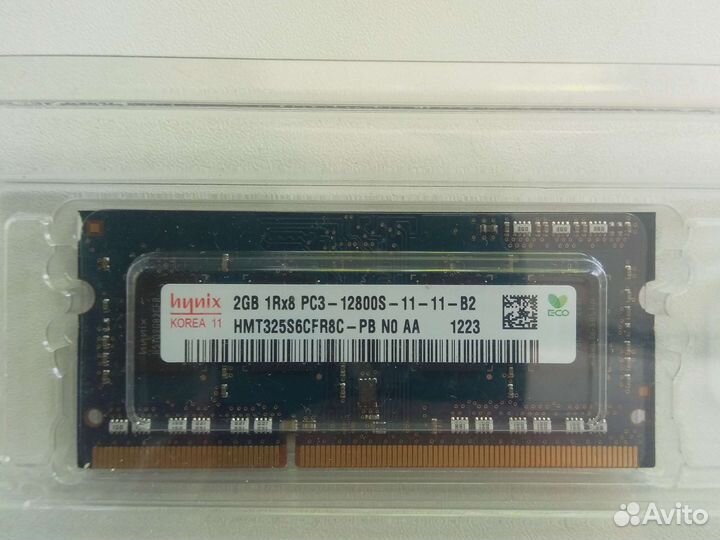 hynix
KOREA 11
2GB 1Rx8 PC3-12800S-11-11-B2
HMT325S6CFR8C-PB N0 AA 1223
ECO
Avito